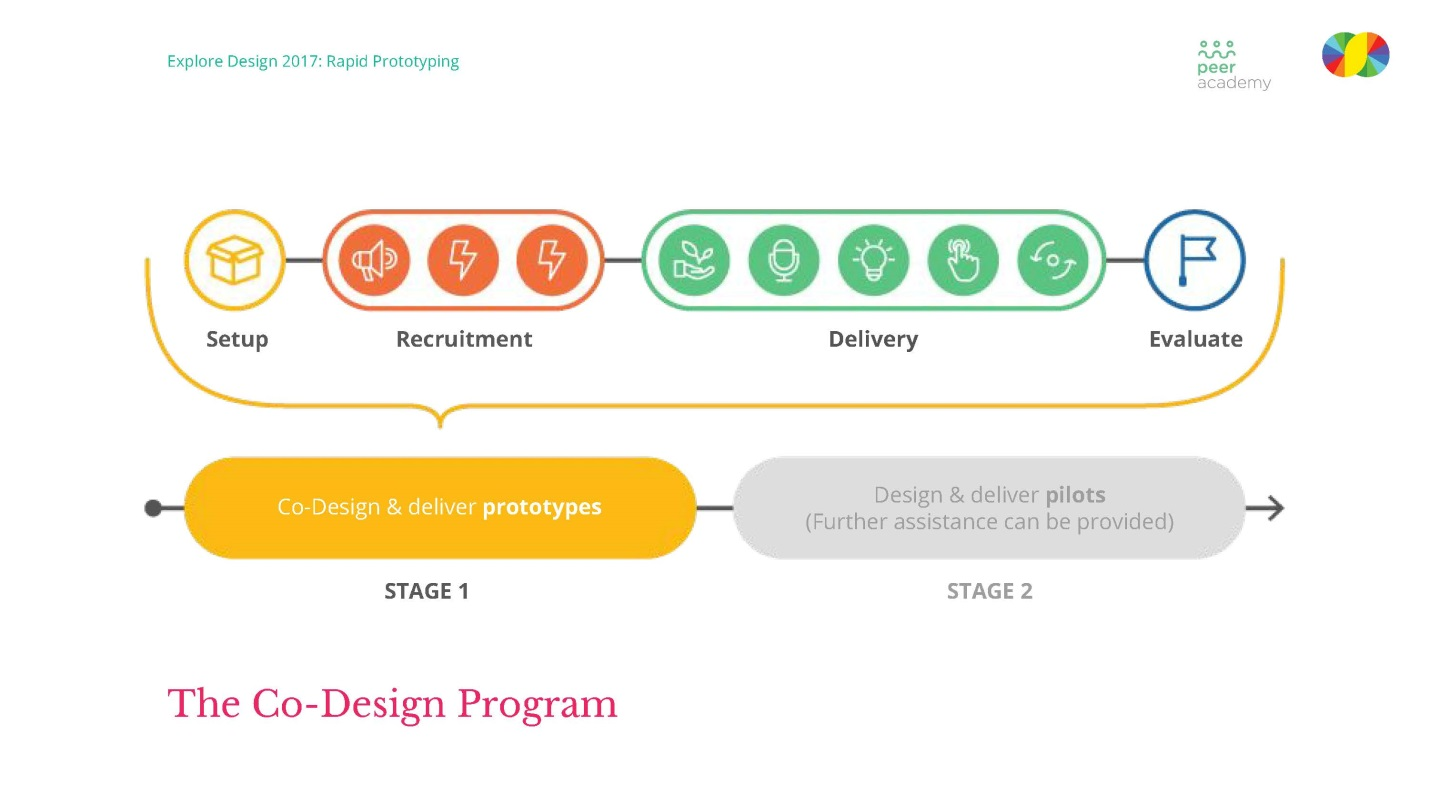 Explore Design 2017: Rapid Prototyping
peer
academy
Setup
Recruitment
Delivery
Evaluate
Co-Design & deliver prototypes
Design & deliver pilots
(Further assistance can be provided)
STAGE 1
STAGE 2
The Co-Design Program